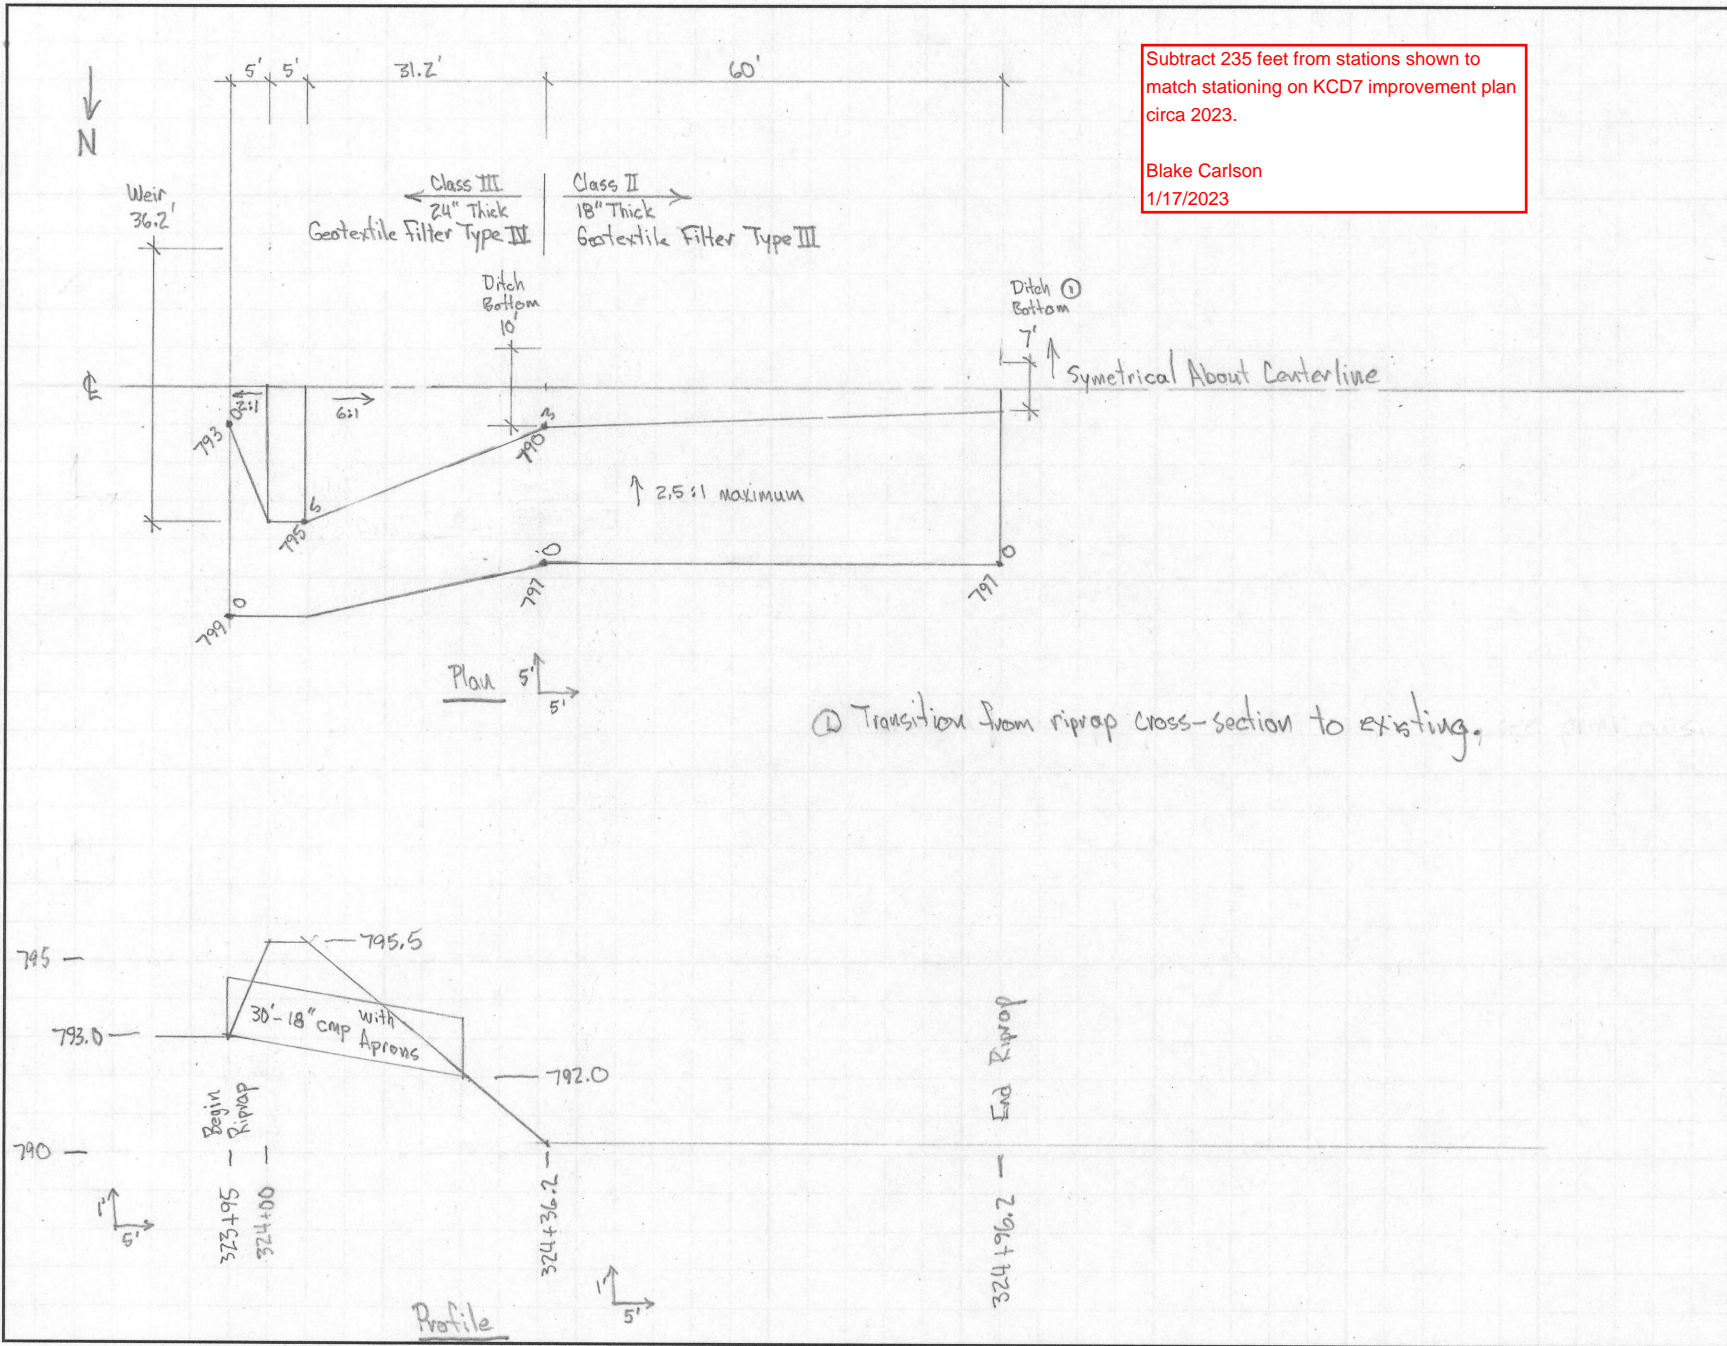 5' 5' 31.2' 60'
Subtract 235 feet from stations shown to
match stationing on KCD7 improvement plan
circa 2023.
Blake Carlson
1/17/2023
N
Weir
36.2'
Class III
24" Thick
Geotextile Filter Type IV
Class II
18" Thick
Geotextile Filter Type III
Ditch
Bottom
10'
Ditch ①
Bottom
7'
Symetrical About Centerline
℄
2:1
6:1
793.0
790.3
795.5
2.5:1 maximum
797.0
797.0
799.0
Plan
5'
5'
① Transition from riprap cross-section to existing.
795
795.5
793.0
30'-18" cmp with
Aprons
792.0
790
Begin
Riprap
323+95
324+00
324+36.2
324+96.2 — End Riprap
1'
5'
1'
5'
Profile